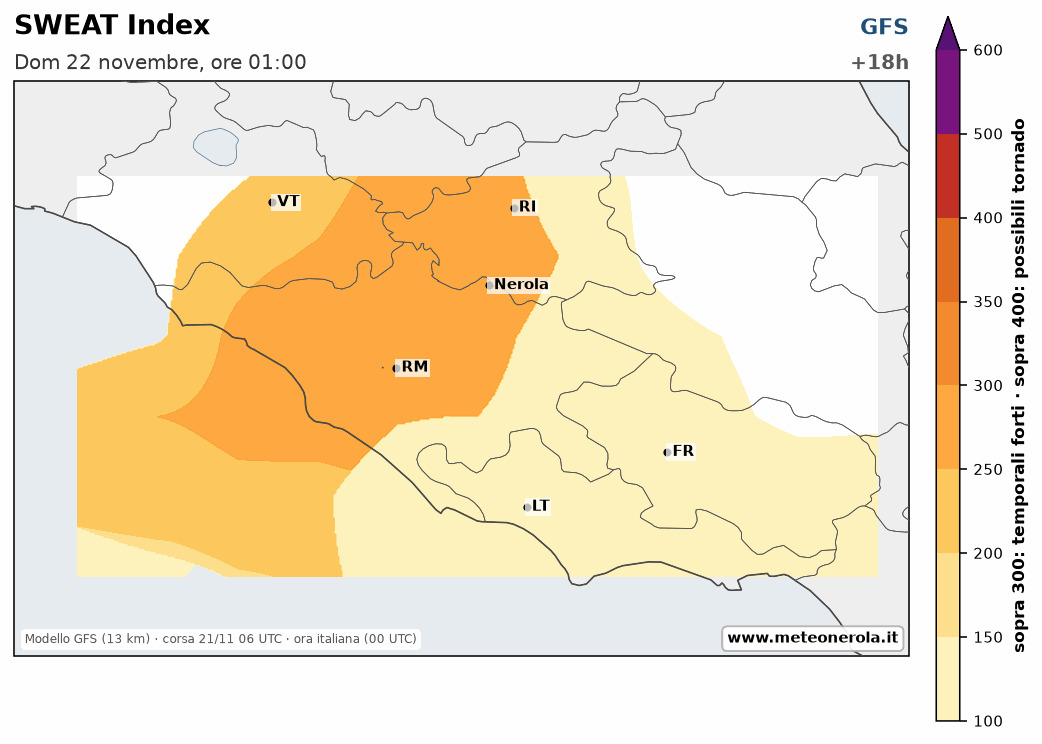 SWEAT Index
GFS
Dom 22 novembre, ore 01:00
+18h
VT
RI
Nerola
RM
FR
LT
Modello GFS (13 km) · corsa 21/11 06 UTC · ora italiana (00 UTC)
www.meteonerola.it
600
500
400
350
300
250
200
150
100
sopra 300: temporali forti · sopra 400: possibili tornado